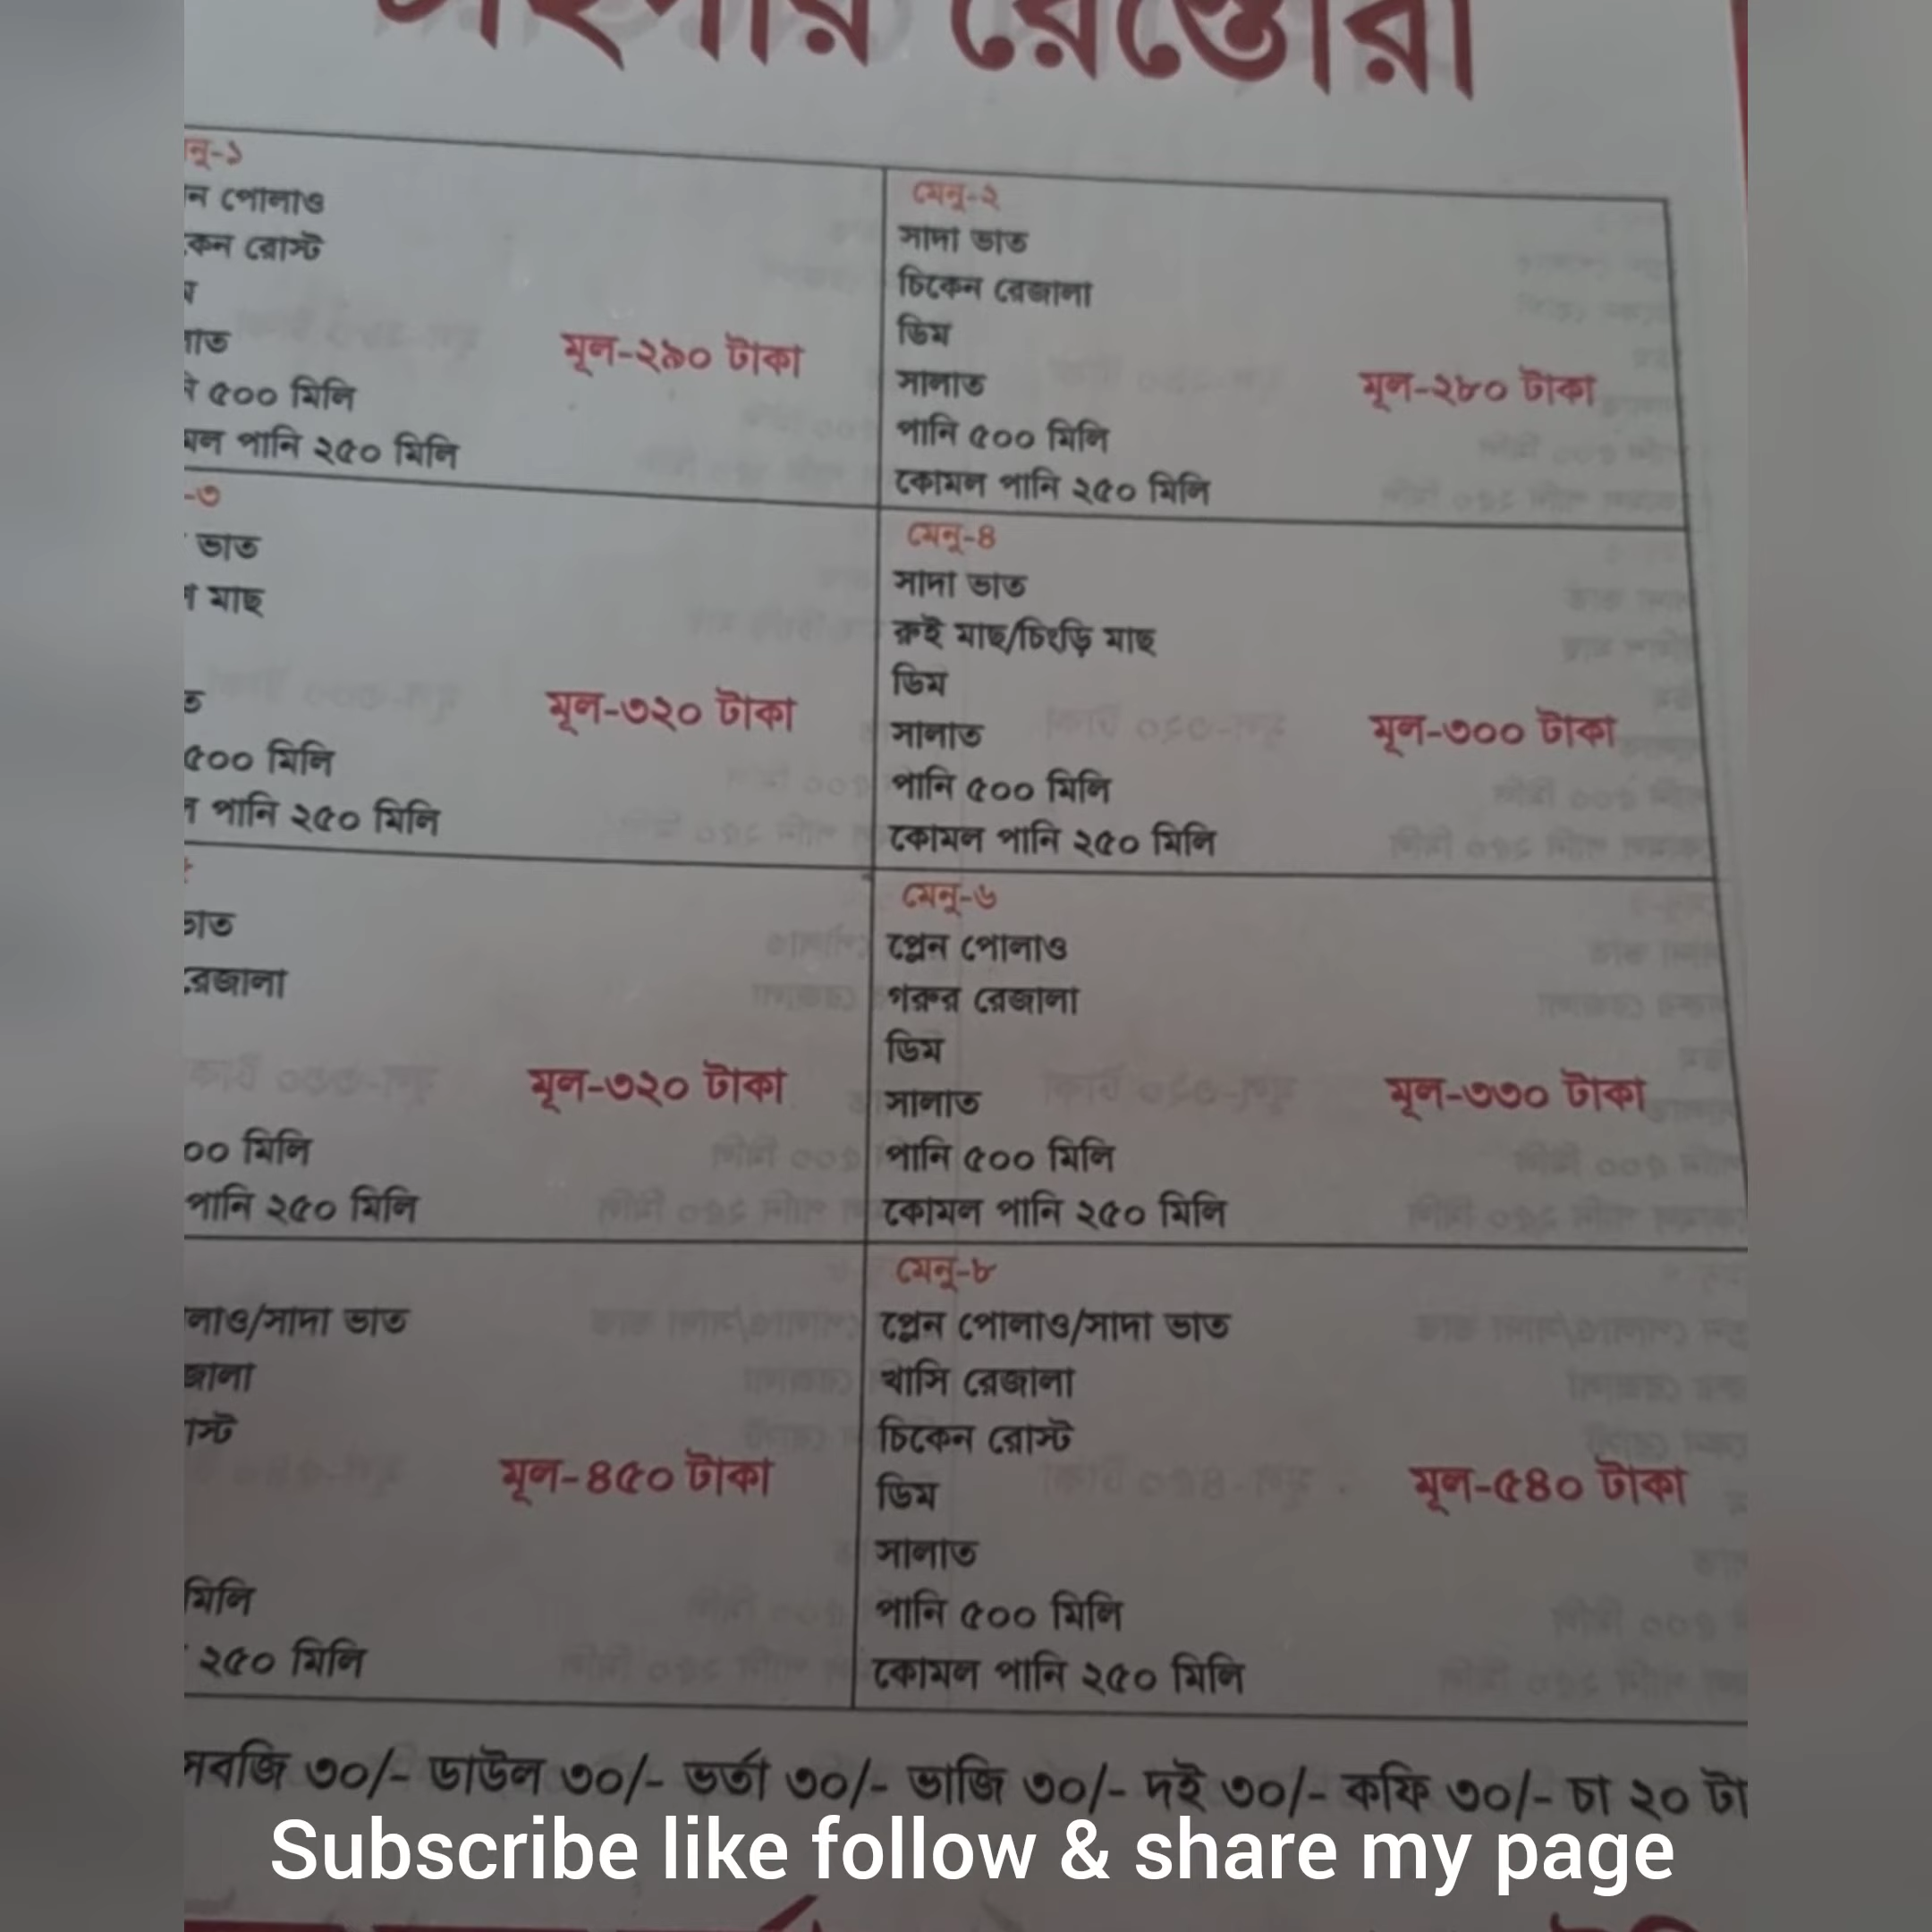 রেস্তোরা
পোলাও
রোস্ট
মূল-২৯০ টাকা
৫০০ মিলি
পানি ২৫০ মিলি
মেনু-২
সাদা ভাত
চিকেন রেজালা
ডিম
সালাত
মূল-২৮০ টাকা
পানি ৫০০ মিলি
কোমল পানি ২৫০ মিলি
-৩
ভাত
মাছ
মূল-৩২০ টাকা
৫০০ মিলি
পানি ২৫০ মিলি
মেনু-৪
সাদা ভাত
রুই মাছ/চিংড়ি মাছ
ডিম
সালাত
মূল-৩০০ টাকা
পানি ৫০০ মিলি
কোমল পানি ২৫০ মিলি
রেজালা
মূল-৩২০ টাকা
০০ মিলি
পানি ২৫০ মিলি
মেনু-৬
প্লেন পোলাও
গরুর রেজালা
ডিম
সালাত
মূল-৩৩০ টাকা
পানি ৫০০ মিলি
কোমল পানি ২৫০ মিলি
লাও/সাদা ভাত
জালা
মূল-৪৫০ টাকা
মিলি
২৫০ মিলি
মেনু-৮
প্লেন পোলাও/সাদা ভাত
খাসি রেজালা
চিকেন রোস্ট
ডিম
মূল-৫৪০ টাকা
সালাত
পানি ৫০০ মিলি
কোমল পানি ২৫০ মিলি
সবজি ৩০/- ডাউল ৩০/- ভর্তা ৩০/- ভাজি ৩০/- দই ৩০/- কফি ৩০/- চা ২০ টা
Subscribe like follow & share my page